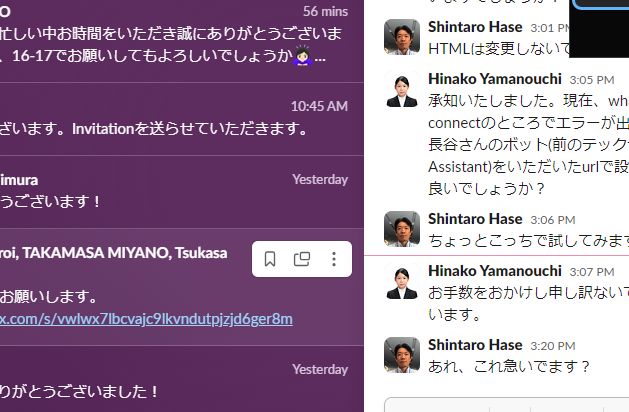 O
56 mins
忙しい中お時間をいただき誠にありがとうございま
、16-17でお願いしてもよろしいでしょうか🙇🏻‍♀️...
10:45 AM
ざいます。Invitationを送らせていただきます。
imura
Yesterday
うございます！
roi, TAKAMASA MIYANO, Tsukasa
お願いします。
x.com/s/vwlwx7lbcvajc9lkvndutpjzjd6ger8m
Yesterday
りがとうございました！
Shintaro Hase 3:01 PM
HTMLは変更しないで
Hinako Yamanouchi 3:05 PM
承知いたしました。現在、wh
connectのところでエラーが出
長谷さんのボット(前のテック
Assistant)をいただいたurlで設
良いでしょうか？
Shintaro Hase 3:06 PM
ちょっとこっちで試してみます
Hinako Yamanouchi 3:07 PM
お手数をおかけし申し訳ないで
います。
Shintaro Hase 3:20 PM
あれ、これ急いでます？